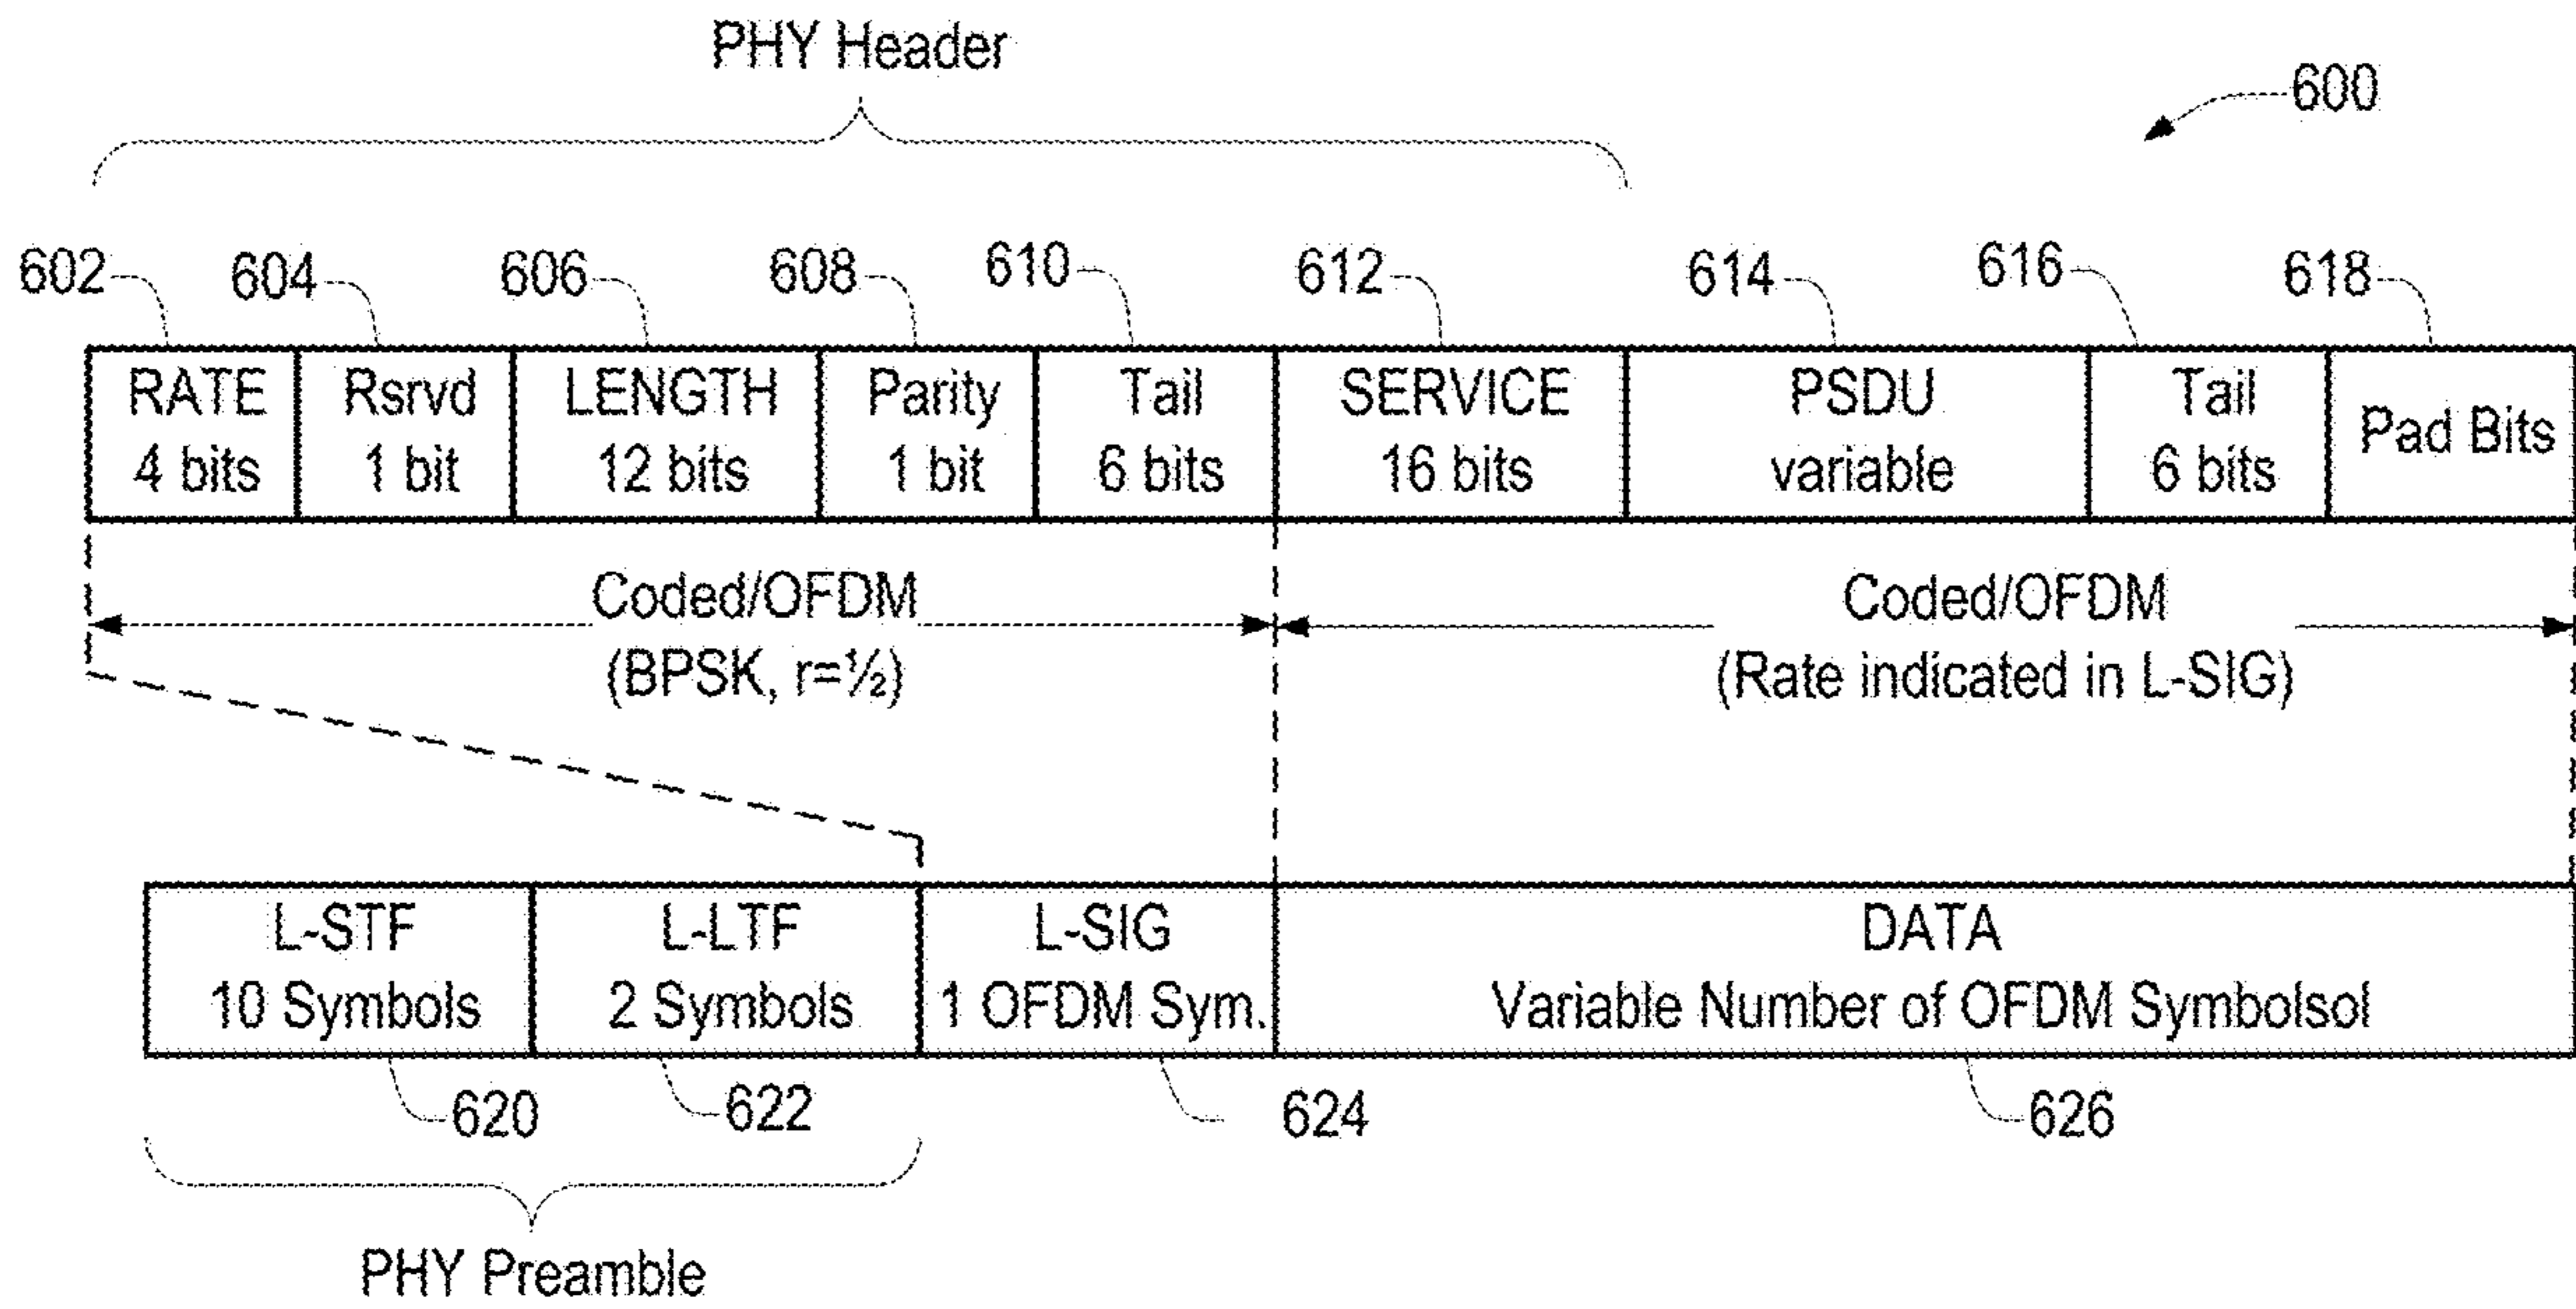 PHY Header
600
602 604 606 608 610 612 614 616 618
RATE Rsrvd LENGTH Parity Tail SERVICE PSDU Tail Pad Bits
4 bits 1 bit 12 bits 1 bit 6 bits 16 bits variable 6 bits
Coded/OFDM Coded/OFDM
(BPSK, r=½) (Rate indicated in L-SIG)
L-STF L-LTF L-SIG DATA
10 Symbols 2 Symbols 1 OFDM Sym. Variable Number of OFDM Symbolsol
620 622 624 626
PHY Preamble